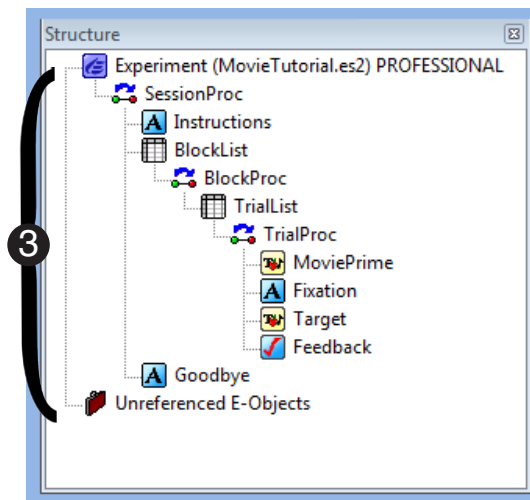 Structure
Experiment (MovieTutorial.es2) PROFESSIONAL
SessionProc
A Instructions
BlockList
BlockProc
TrialList
TrialProc
MoviePrime
A Fixation
3
Target
Feedback
A Goodbye
Unreferenced E-Objects